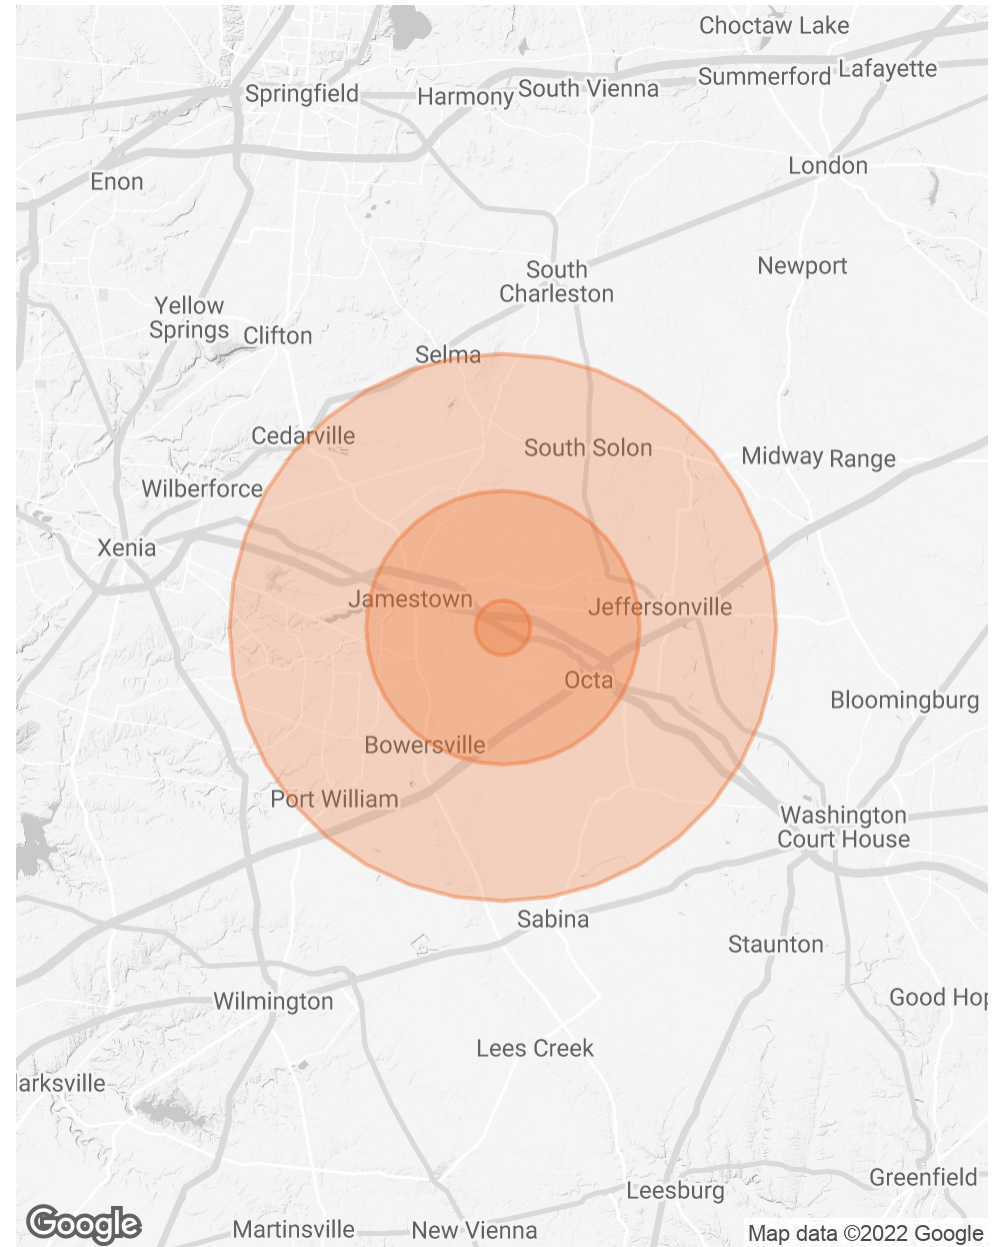 Choctaw Lake
Summerford
Lafayette
Springfield
Harmony
South Vienna
London
Enon
South
Charleston
Newport
Yellow
Springs
Clifton
Selma
Cedarville
South Solon
Midway
Range
Wilberforce
Xenia
Jamestown
Jeffersonville
Octa
Bloomingburg
Bowersville
Port William
Washington
Court House
Sabina
Staunton
Wilmington
Good Hop
Lees Creek
larksville
Greenfield
Leesburg
Google
Martinsville
New Vienna
Map data ©2022 Google